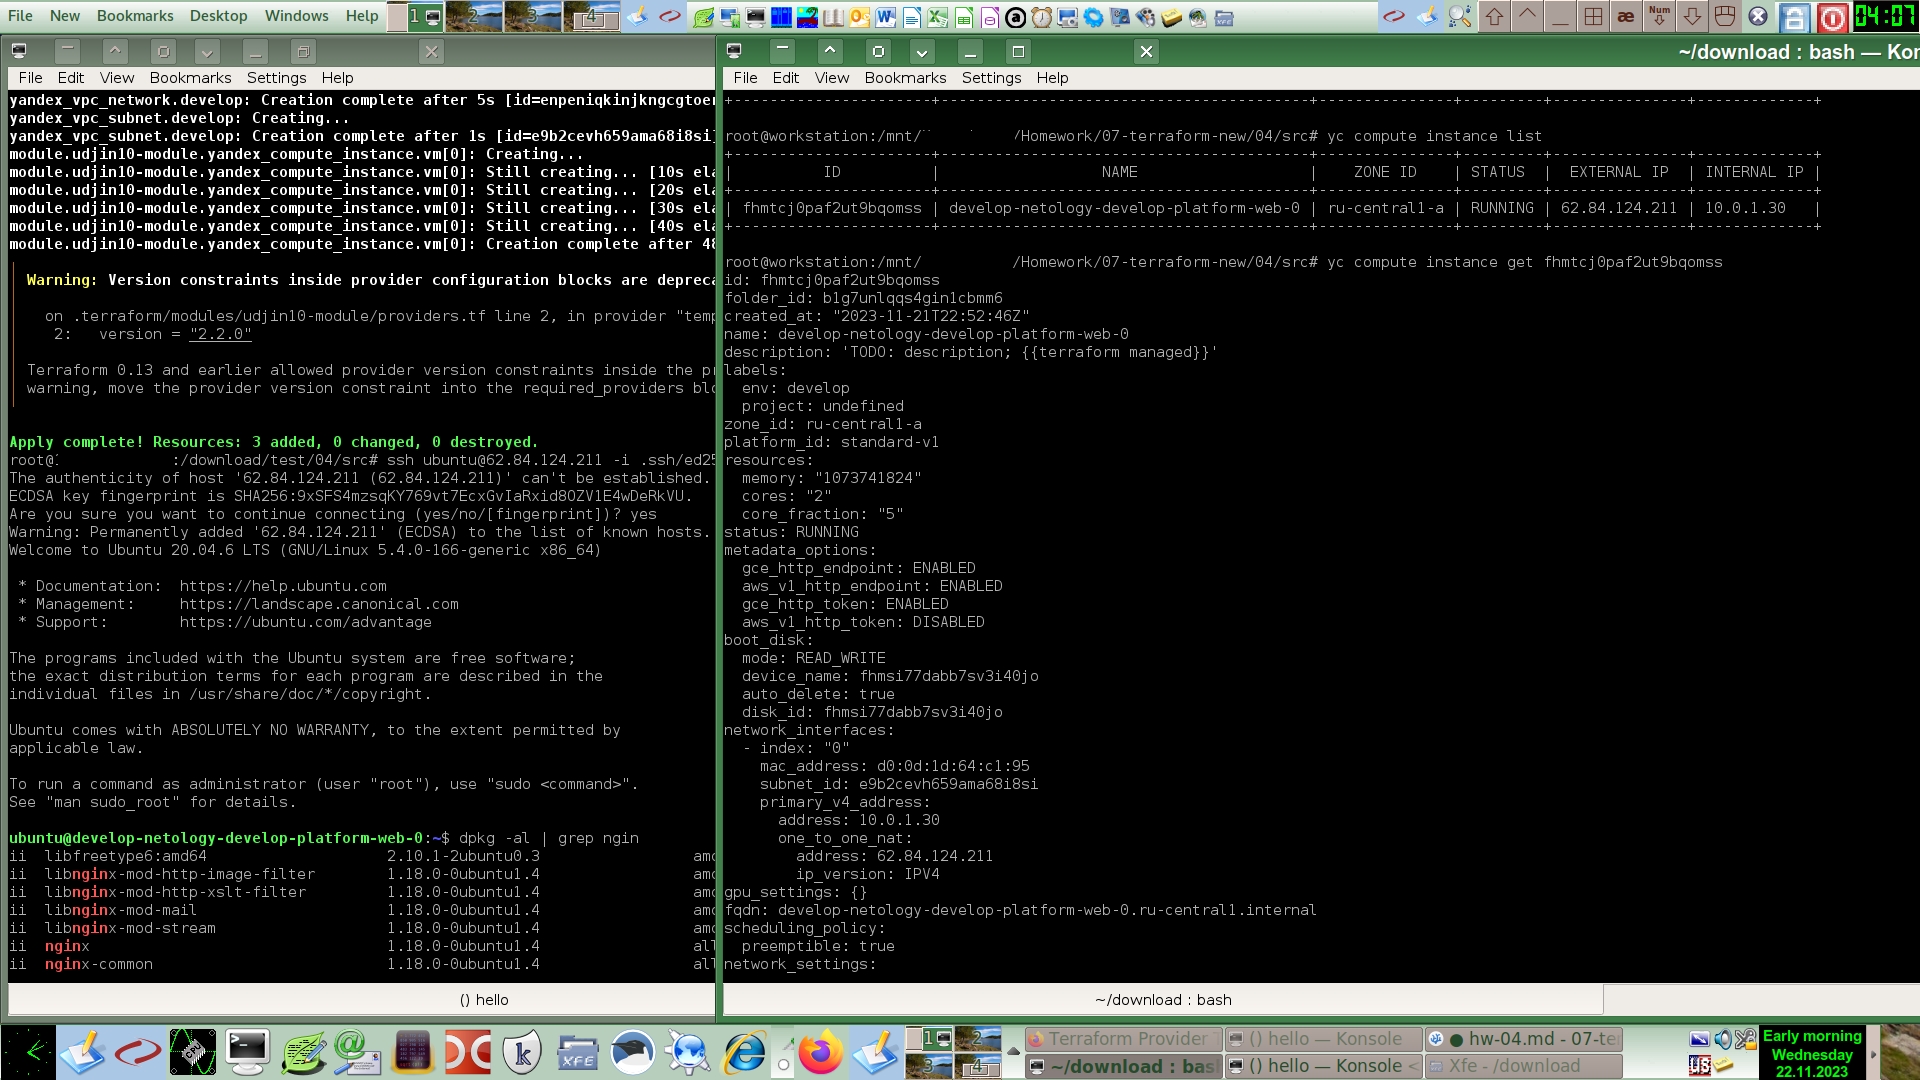 File New Bookmarks Desktop Windows Help 1 2 3 4 æ Num 04:07
File Edit View Bookmarks Settings Help
yandex_vpc_network.develop: Creation complete after 5s [id=enpeniqkinjkngcgtoer
yandex_vpc_subnet.develop: Creating...
yandex_vpc_subnet.develop: Creation complete after 1s [id=e9b2cevh659ama68i8si]
module.udjin10-module.yandex_compute_instance.vm[0]: Creating...
module.udjin10-module.yandex_compute_instance.vm[0]: Still creating... [10s ela
module.udjin10-module.yandex_compute_instance.vm[0]: Still creating... [20s ela
module.udjin10-module.yandex_compute_instance.vm[0]: Still creating... [30s ela
module.udjin10-module.yandex_compute_instance.vm[0]: Still creating... [40s ela
module.udjin10-module.yandex_compute_instance.vm[0]: Creation complete after 48
Warning: Version constraints inside provider configuration blocks are depreca
on .terraform/modules/udjin10-module/providers.tf line 2, in provider "temp
2: version = "2.2.0"
Terraform 0.13 and earlier allowed provider version constraints inside the pr
warning, move the provider version constraint into the required_providers blo
Apply complete! Resources: 3 added, 0 changed, 0 destroyed.
root@ :/download/test/04/src# ssh ubuntu@62.84.124.211 -i .ssh/ed25
The authenticity of host '62.84.124.211 (62.84.124.211)' can't be established.
ECDSA key fingerprint is SHA256:9xSFS4mzsqKY769vt7EcxGvIaRxid8OZV1E4wDeRkVU.
Are you sure you want to continue connecting (yes/no/[fingerprint])? yes
Warning: Permanently added '62.84.124.211' (ECDSA) to the list of known hosts.
Welcome to Ubuntu 20.04.6 LTS (GNU/Linux 5.4.0-166-generic x86_64)
* Documentation: https://help.ubuntu.com
* Management: https://landscape.canonical.com
* Support: https://ubuntu.com/advantage
The programs included with the Ubuntu system are free software;
the exact distribution terms for each program are described in the
individual files in /usr/share/doc/*/copyright.
Ubuntu comes with ABSOLUTELY NO WARRANTY, to the extent permitted by
applicable law.
To run a command as administrator (user "root"), use "sudo <command>".
See "man sudo_root" for details.
ubuntu@develop-netology-develop-platform-web-0:~$ dpkg -al | grep ngin
ii libfreetype6:amd64 2.10.1-2ubuntu0.3 amd
ii libnginx-mod-http-image-filter 1.18.0-0ubuntu1.4 amd
ii libnginx-mod-http-xslt-filter 1.18.0-0ubuntu1.4 amd
ii libnginx-mod-mail 1.18.0-0ubuntu1.4 amd
ii libnginx-mod-stream 1.18.0-0ubuntu1.4 amd
ii nginx 1.18.0-0ubuntu1.4 all
ii nginx-common 1.18.0-0ubuntu1.4 all
() hello
~/download : bash — Kon
File Edit View Bookmarks Settings Help
root@workstation:/mnt/ /Homework/07-terraform-new/04/src# yc compute instance list
| ID | NAME | ZONE ID | STATUS | EXTERNAL IP | INTERNAL IP |
| fhmtcj0paf2ut9bqomss | develop-netology-develop-platform-web-0 | ru-central1-a | RUNNING | 62.84.124.211 | 10.0.1.30 |
root@workstation:/mnt/ /Homework/07-terraform-new/04/src# yc compute instance get fhmtcj0paf2ut9bqomss
id: fhmtcj0paf2ut9bqomss
folder_id: b1g7unlqqs4gin1cbmm6
created_at: "2023-11-21T22:52:46Z"
name: develop-netology-develop-platform-web-0
description: 'TODO: description; {{terraform managed}}'
labels:
env: develop
project: undefined
zone_id: ru-central1-a
platform_id: standard-v1
resources:
memory: "1073741824"
cores: "2"
core_fraction: "5"
status: RUNNING
metadata_options:
gce_http_endpoint: ENABLED
aws_v1_http_endpoint: ENABLED
gce_http_token: ENABLED
aws_v1_http_token: DISABLED
boot_disk:
mode: READ_WRITE
device_name: fhmsi77dabb7sv3i40jo
auto_delete: true
disk_id: fhmsi77dabb7sv3i40jo
network_interfaces:
- index: "0"
mac_address: d0:0d:1d:64:c1:95
subnet_id: e9b2cevh659ama68i8si
primary_v4_address:
address: 10.0.1.30
one_to_one_nat:
address: 62.84.124.211
ip_version: IPV4
gpu_settings: {}
fqdn: develop-netology-develop-platform-web-0.ru-central1.internal
scheduling_policy:
preemptible: true
network_settings:
~/download : bash
CPU XFE 1 2 3 4
Terraform Provider () hello — Konsole ● hw-04.md - 07-te
~/download : bas () hello — Konsole < Xfe - /download
us
Early morning
Wednesday
22.11.2023